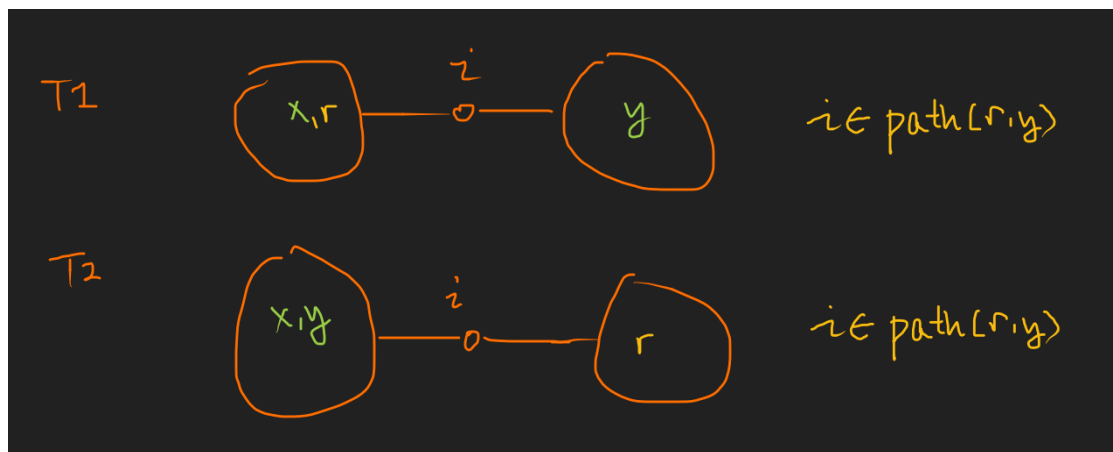 T1
i
x,r
y
i ∈ path(r,y)
T2
i
x,y
r
i ∈ path(r,y)